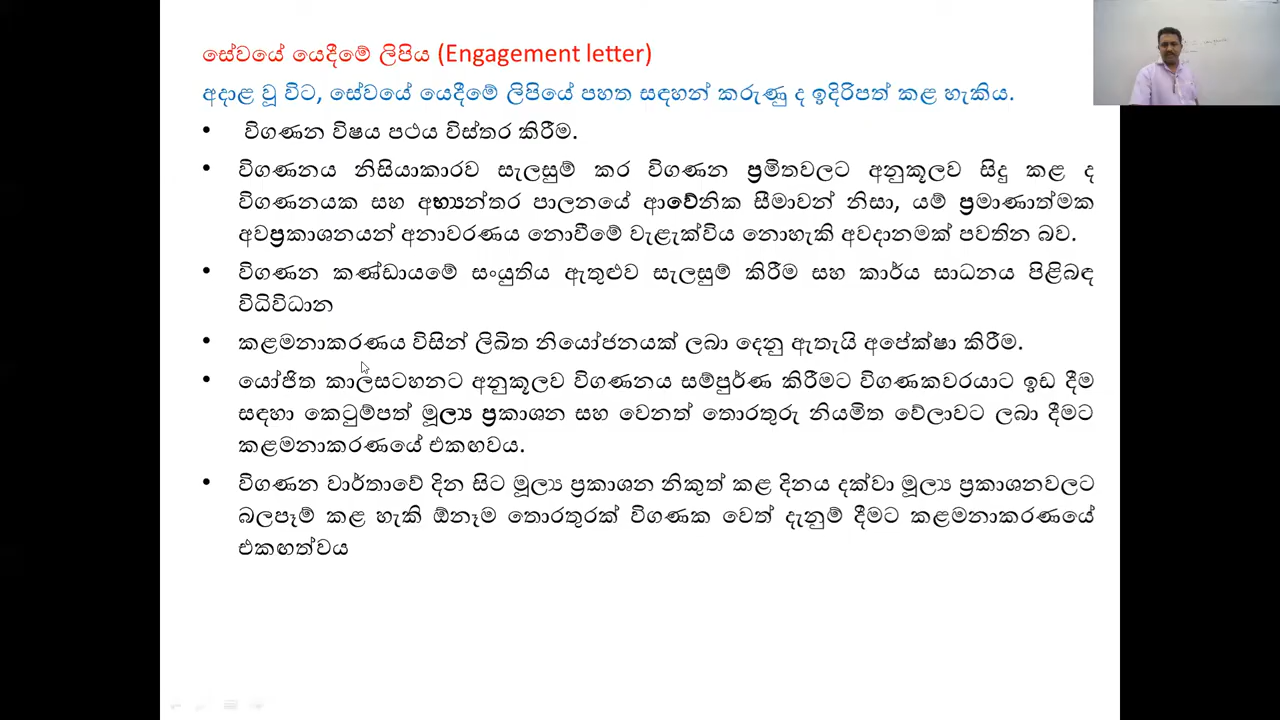 සේවයේ යෙදීමේ ලිපිය (Engagement letter)
අදාළ වූ විට, සේවයේ යෙදීමේ ලිපියේ පහත සඳහන් කරුණු ද ඉදිරිපත් කළ හැකිය.
• විගණන විෂය පථය විස්තර කිරීම.
• විගණනය නිසියාකාරව සැලසුම් කර විගණන ප්‍රමිතවලට අනුකූලව සිදු කළ ද
විගණනයක සහ අභ්‍යන්තර පාලනයේ ආවේනික සීමාවන් නිසා, යම් ප්‍රමාණාත්මක
අවප්‍රකාශනයන් අනාවරණය නොවීමේ වැළැක්විය නොහැකි අවදානමක් පවතින බව.
• විගණන කණ්ඩායමේ සංයුතිය ඇතුළුව සැලසුම් කිරීම සහ කාර්ය සාධනය පිළිබඳ
විධිවිධාන
• කළමනාකරණය විසින් ලිඛිත නියෝජනයක් ලබා දෙනු ඇතැයි අපේක්ෂා කිරීම.
• යෝජිත කාලසටහනට අනුකූලව විගණනය සම්පුර්ණ කිරීමට විගණකවරයාට ඉඩ දීම
සඳහා කෙටුම්පත් මූල්‍ය ප්‍රකාශන සහ වෙනත් තොරතුරු නියමිත වේලාවට ලබා දීමට
කළමනාකරණයේ එකඟවය.
• විගණන වාර්තාවේ දින සිට මූල්‍ය ප්‍රකාශන නිකුත් කළ දිනය දක්වා මූල්‍ය ප්‍රකාශනවලට
බලපෑම් කළ හැකි ඕනෑම තොරතුරක් විගණක වෙත් දැනුම් දීමට කළමනාකරණයේ
එකඟත්වය